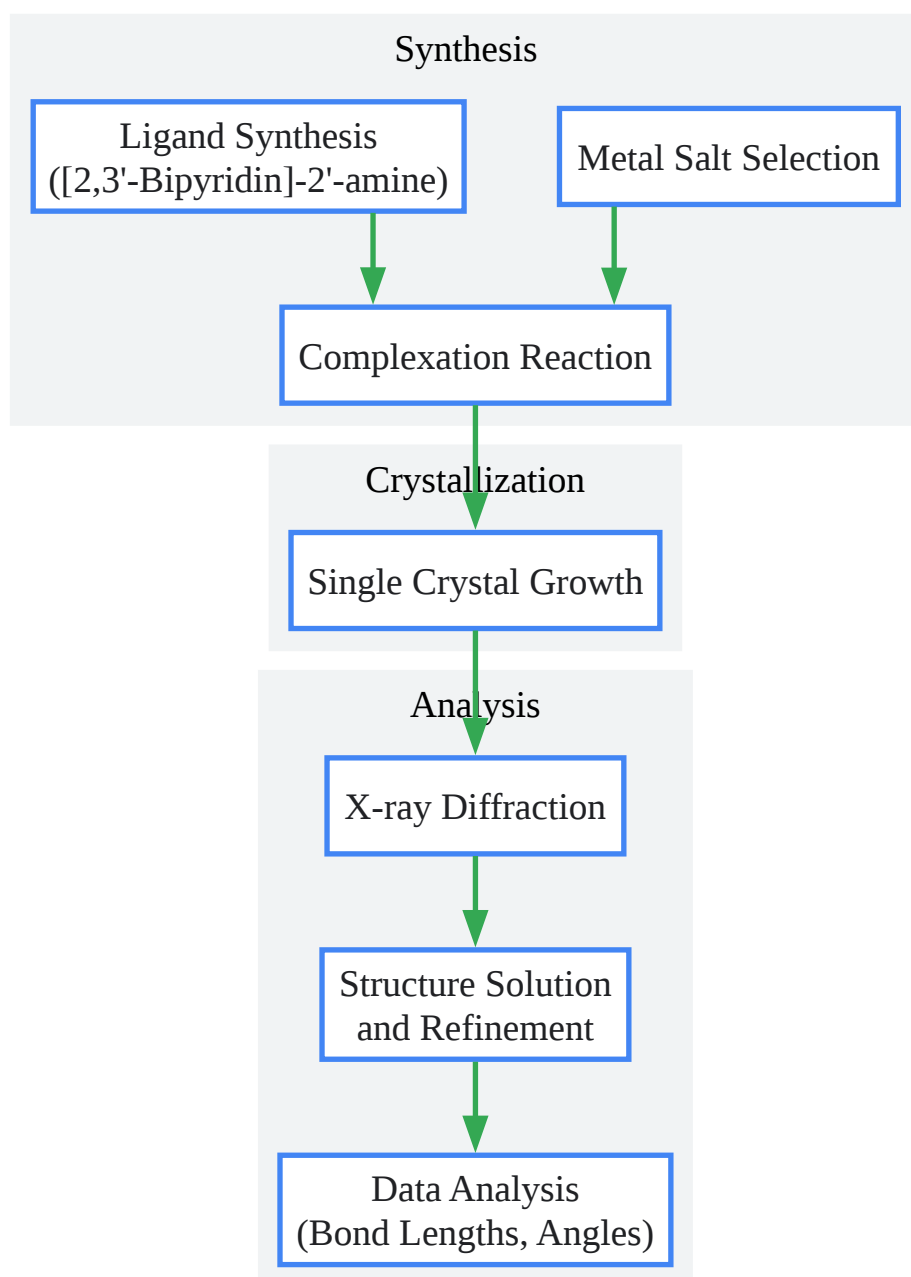 Synthesis
Ligand Synthesis
([2,3'-Bipyridin]-2'-amine)
Metal Salt Selection
Complexation Reaction
Crystallization
Single Crystal Growth
Analysis
X-ray Diffraction
Structure Solution
and Refinement
Data Analysis
(Bond Lengths, Angles)